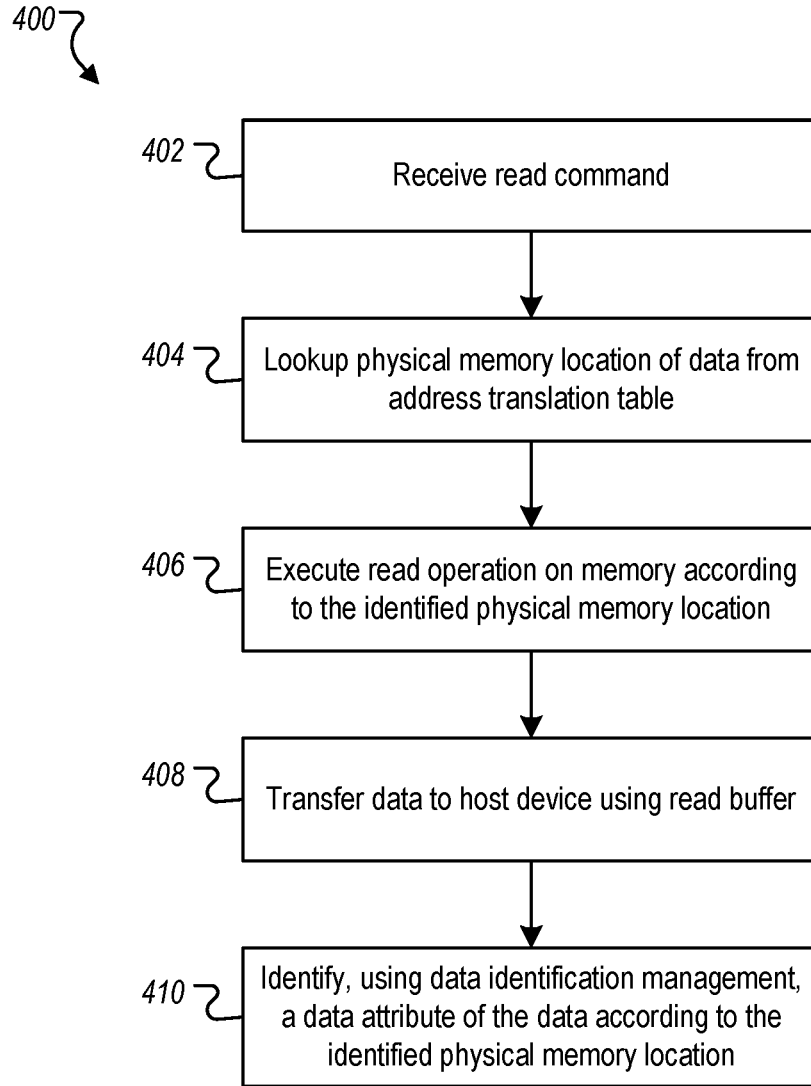 400
402
Receive read command
404
Lookup physical memory location of data from
address translation table
406
Execute read operation on memory according
to the identified physical memory location
408
Transfer data to host device using read buffer
410
Identify, using data identification management,
a data attribute of the data according to the
identified physical memory location